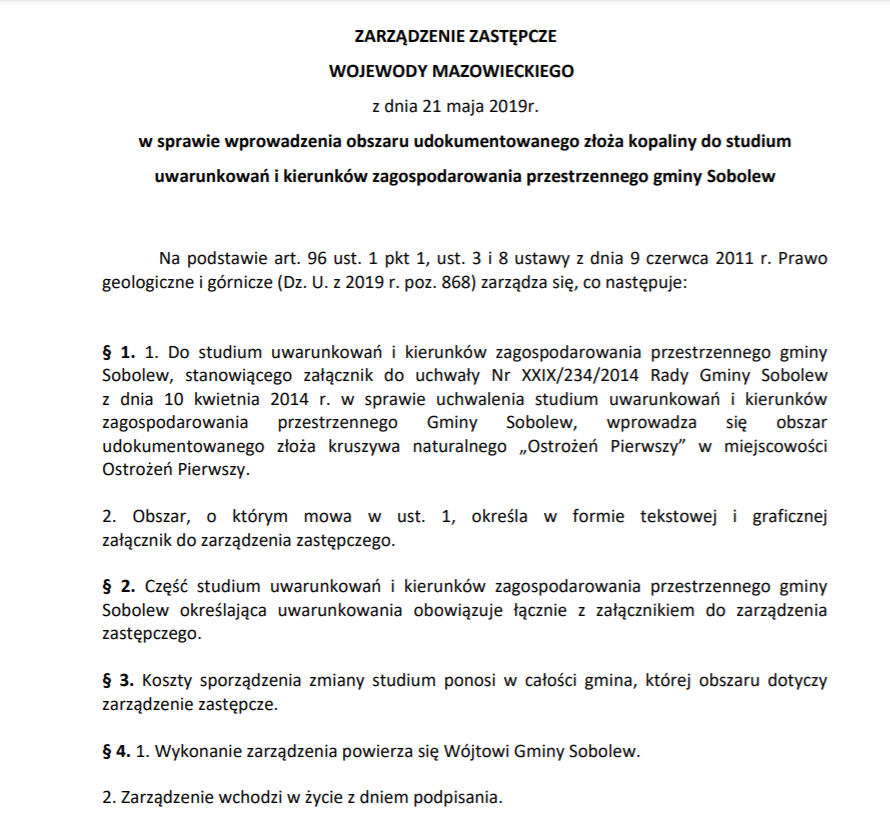 ZARZĄDZENIE ZASTĘPCZE
WOJEWODY MAZOWIECKIEGO
z dnia 21 maja 2019r.
w sprawie wprowadzenia obszaru udokumentowanego złoża kopaliny do studium
uwarunkowań i kierunków zagospodarowania przestrzennego gminy Sobolew
Na podstawie art. 96 ust. 1 pkt 1, ust. 3 i 8 ustawy z dnia 9 czerwca 2011 r. Prawo
geologiczne i górnicze (Dz. U. z 2019 r. poz. 868) zarządza się, co następuje:
§ 1. 1. Do studium uwarunkowań i kierunków zagospodarowania przestrzennego gminy
Sobolew, stanowiącego załącznik do uchwały Nr XXIX/234/2014 Rady Gminy Sobolew
z dnia 10 kwietnia 2014 r. w sprawie uchwalenia studium uwarunkowań i kierunków
zagospodarowania przestrzennego Gminy Sobolew, wprowadza się obszar
udokumentowanego złoża kruszywa naturalnego „Ostrożeń Pierwszy” w miejscowości
Ostrożeń Pierwszy.
2. Obszar, o którym mowa w ust. 1, określa w formie tekstowej i graficznej
załącznik do zarządzenia zastępczego.
§ 2. Część studium uwarunkowań i kierunków zagospodarowania przestrzennego gminy
Sobolew określająca uwarunkowania obowiązuje łącznie z załącznikiem do zarządzenia
zastępczego.
§ 3. Koszty sporządzenia zmiany studium ponosi w całości gmina, której obszaru dotyczy
zarządzenie zastępcze.
§ 4. 1. Wykonanie zarządzenia powierza się Wójtowi Gminy Sobolew.
2. Zarządzenie wchodzi w życie z dniem podpisania.